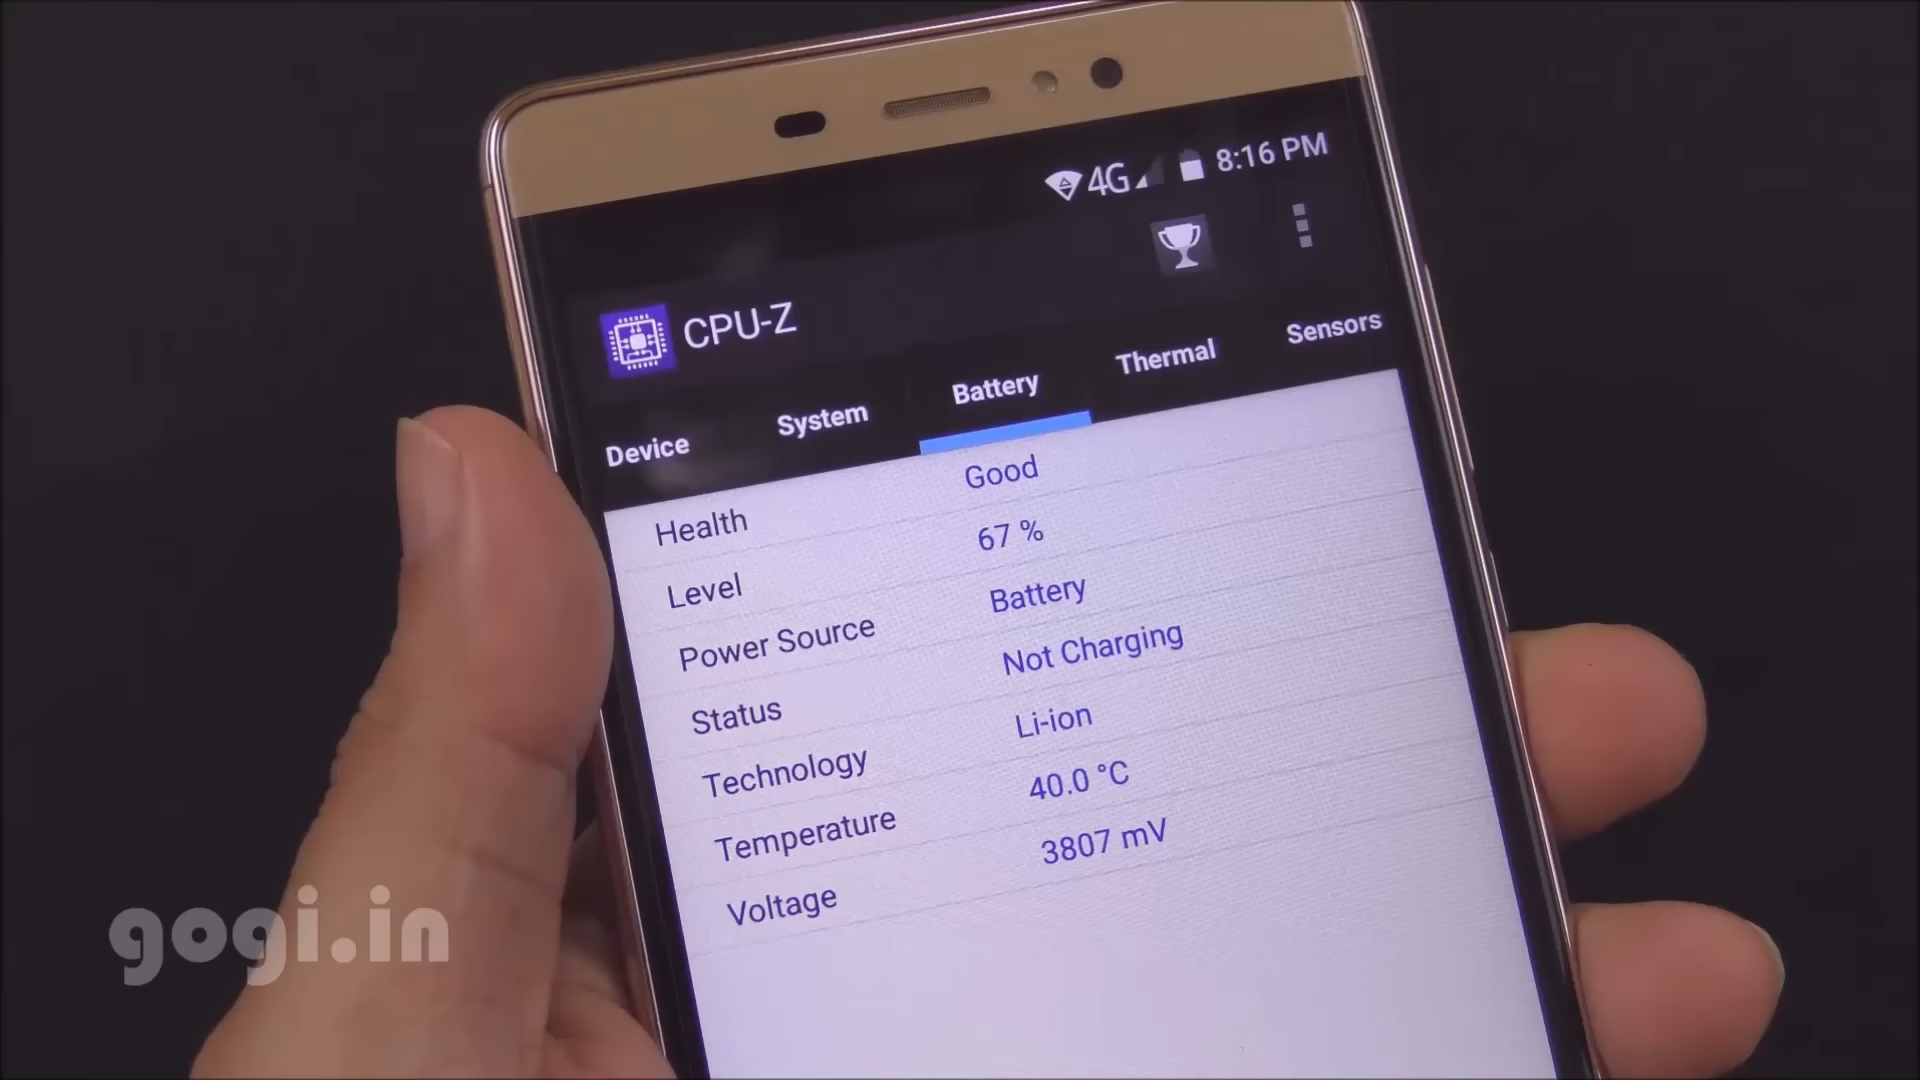 4G 8:16 PM
CPU-Z
Device System Battery Thermal Sensors
Health Good
Level 67 %
Power Source Battery
Status Not Charging
Technology Li-ion
Temperature 40.0 °C
Voltage 3807 mV
gogi.in